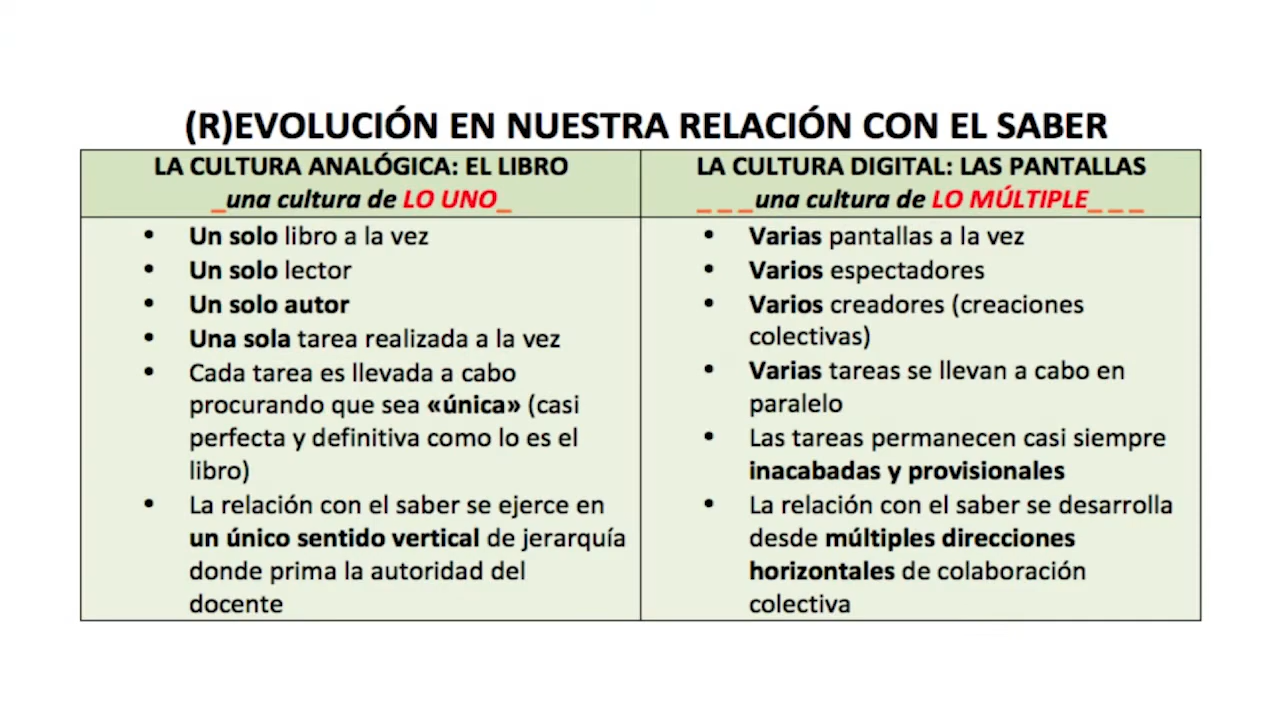 (R)EVOLUCIÓN EN NUESTRA RELACIÓN CON EL SABER
LA CULTURA ANALÓGICA: EL LIBRO
_una cultura de LO UNO_
• Un solo libro a la vez
• Un solo lector
• Un solo autor
• Una sola tarea realizada a la vez
• Cada tarea es llevada a cabo
procurando que sea «única» (casi
perfecta y definitiva como lo es el
libro)
• La relación con el saber se ejerce en
un único sentido vertical de jerarquía
donde prima la autoridad del
docente
LA CULTURA DIGITAL: LAS PANTALLAS
_ _ _una cultura de LO MÚLTIPLE_ _ _
• Varias pantallas a la vez
• Varios espectadores
• Varios creadores (creaciones
colectivas)
• Varias tareas se llevan a cabo en
paralelo
• Las tareas permanecen casi siempre
inacabadas y provisionales
• La relación con el saber se desarrolla
desde múltiples direcciones
horizontales de colaboración
colectiva